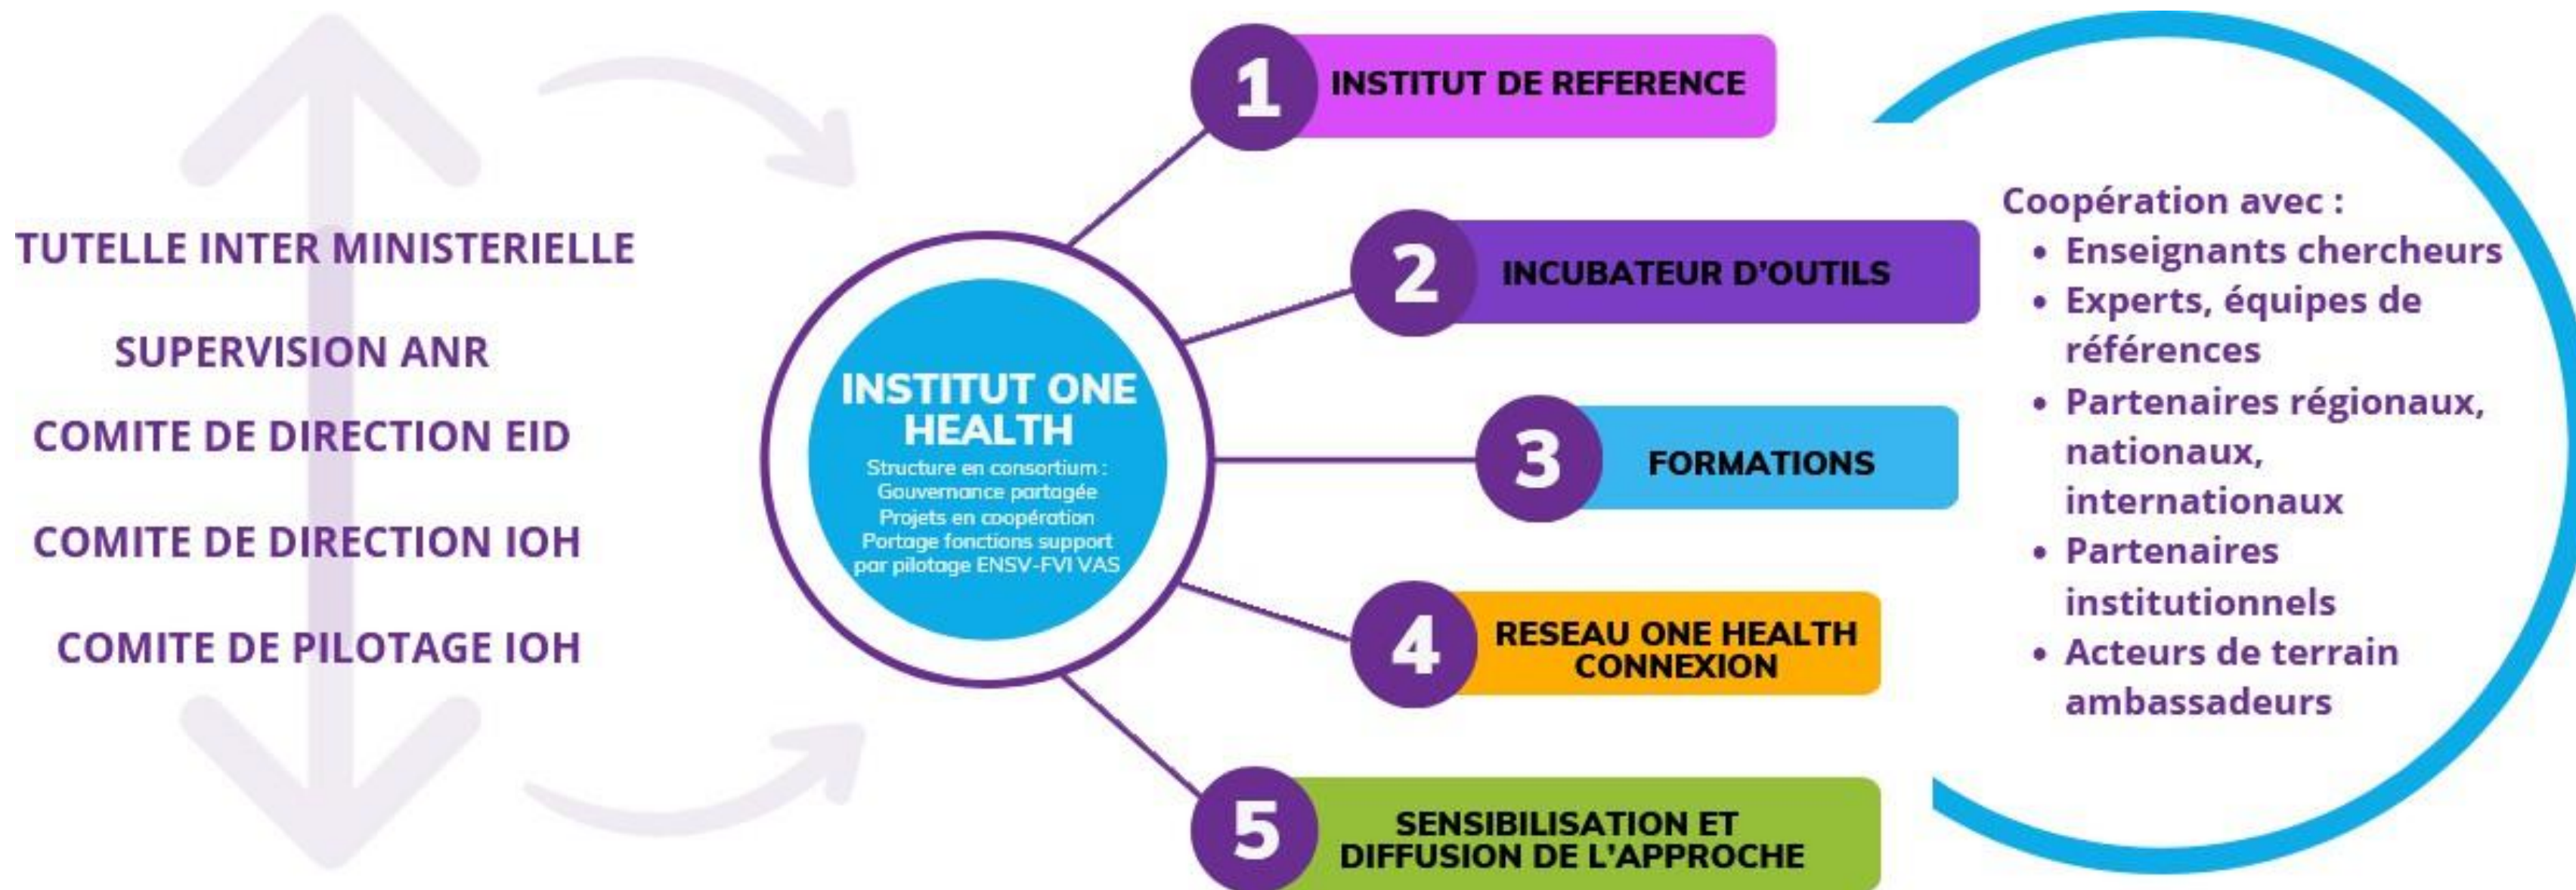 TUTELLE INTER MINISTERIELLE
SUPERVISION ANR
COMITE DE DIRECTION EID
COMITE DE DIRECTION IOH
COMITE DE PILOTAGE IOH
INSTITUT ONE
HEALTH
Structure en consortium :
Gouvernance partagée
Projets en coopération
Portage fonctions support
par pilotage ENSV-FVI VAS
1
INSTITUT DE REFERENCE
2
INCUBATEUR D'OUTILS
3
FORMATIONS
4
RESEAU ONE HEALTH
CONNEXION
5
SENSIBILISATION ET
DIFFUSION DE L'APPROCHE
Coopération avec :
• Enseignants chercheurs
• Experts, équipes de
références
• Partenaires régionaux,
nationaux,
internationaux
• Partenaires
institutionnels
• Acteurs de terrain
ambassadeurs